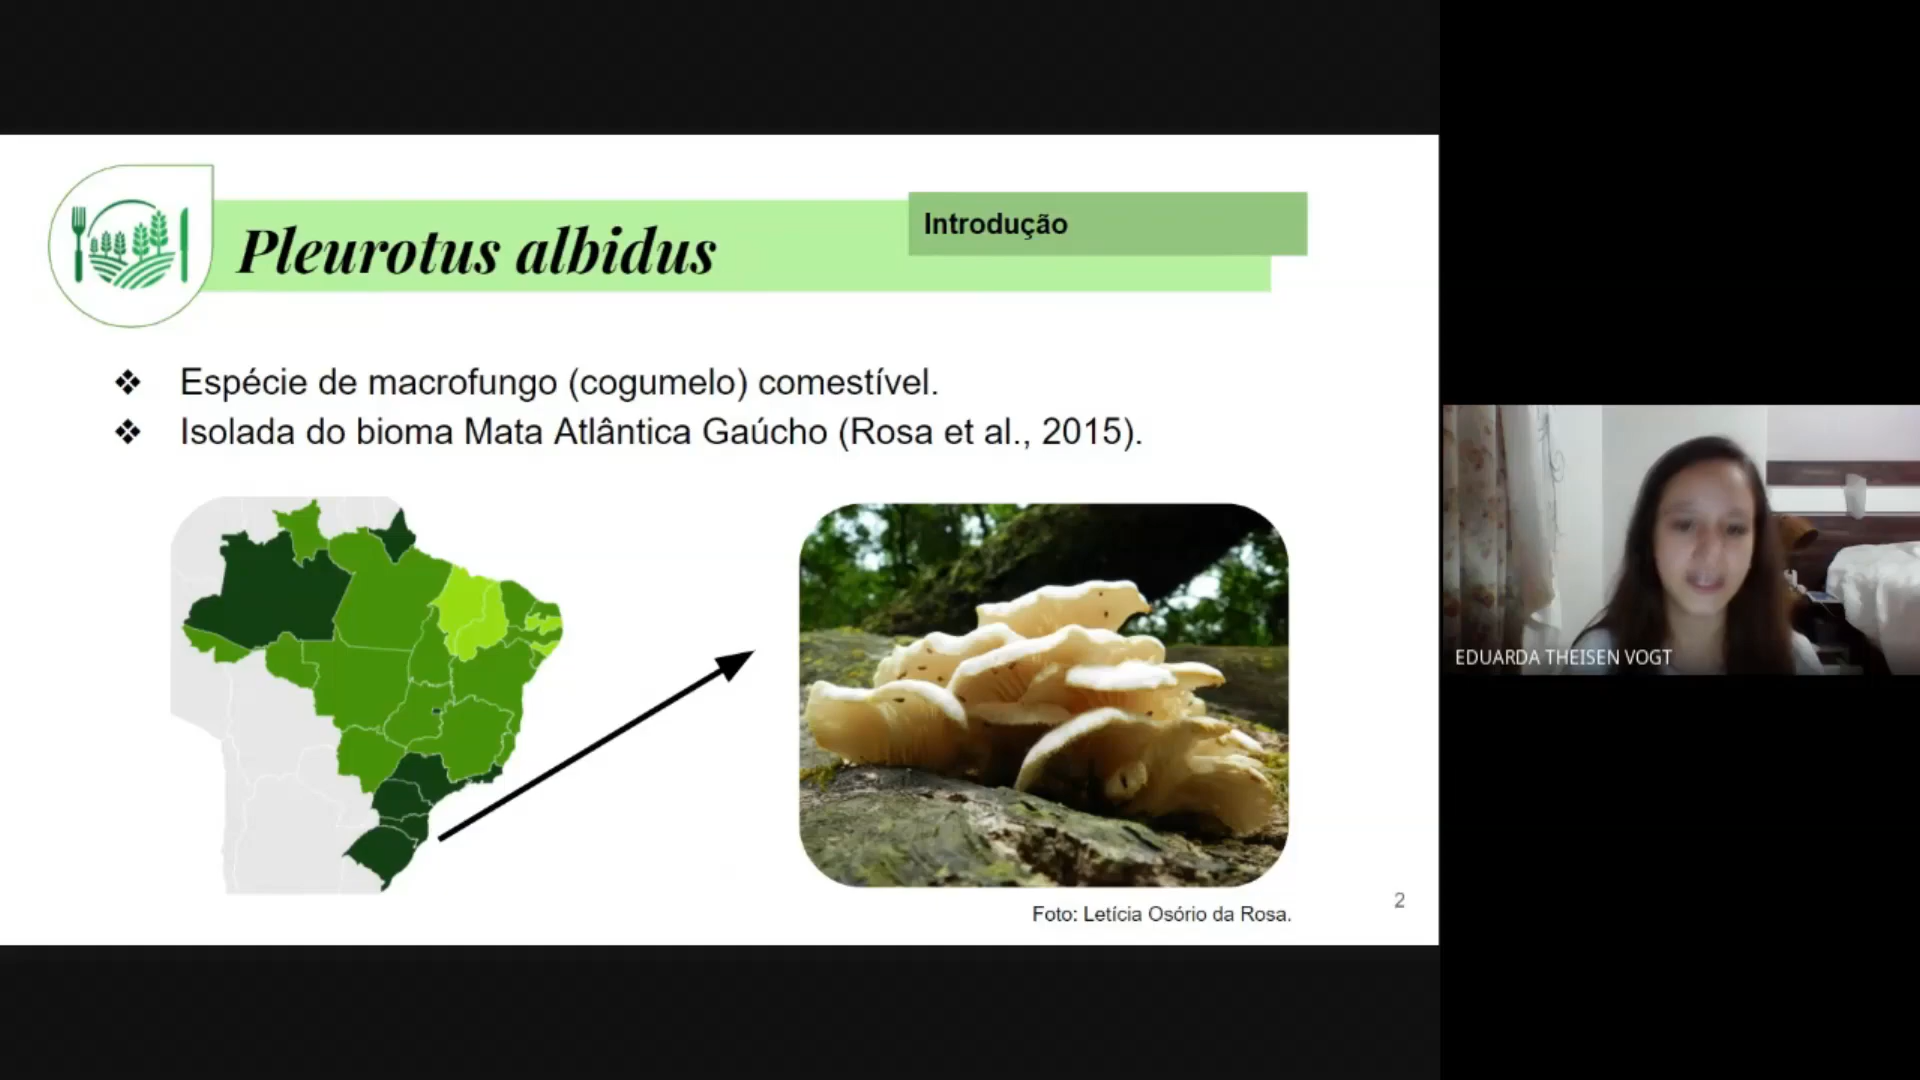 Pleurotus albidus
Introdução
❖ Espécie de macrofungo (cogumelo) comestível.
❖ Isolada do bioma Mata Atlântica Gaúcho (Rosa et al., 2015).
Foto: Letícia Osório da Rosa.
2
EDUARDA THEISEN VOGT